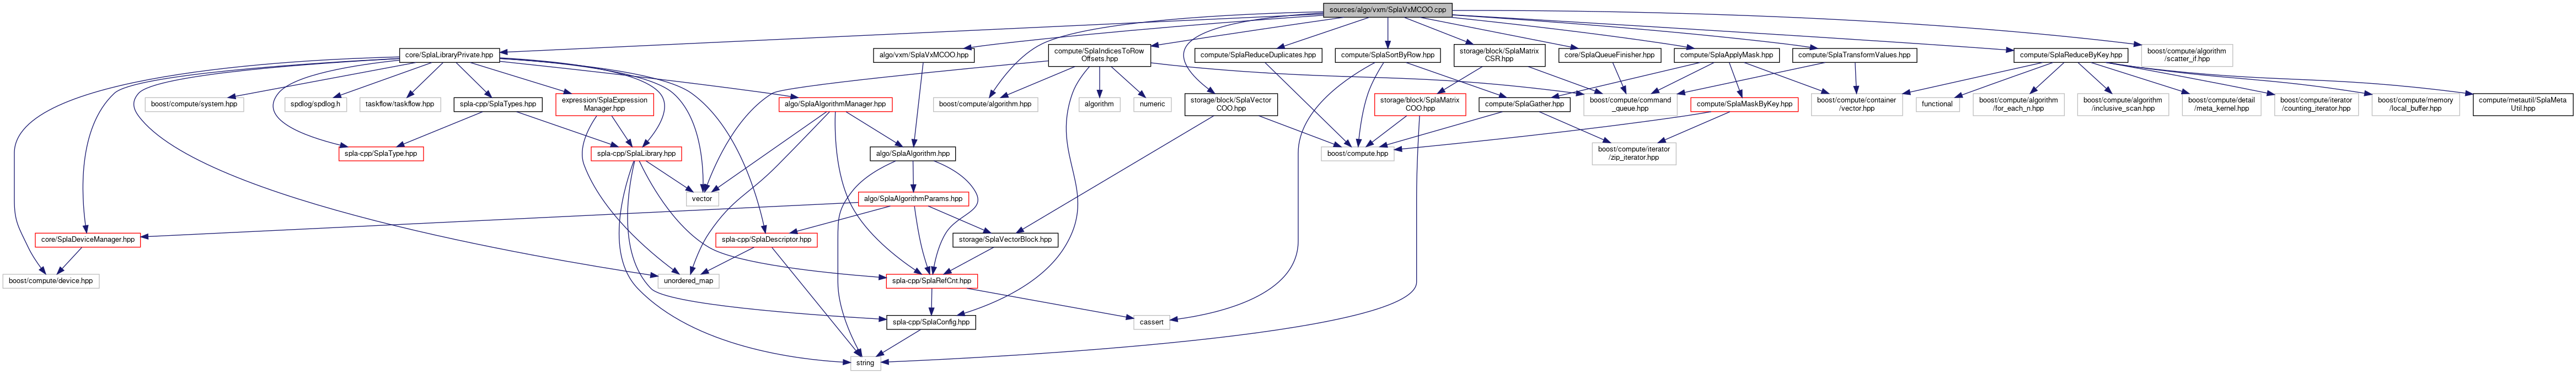 sources/algo/vxm/SplaVxMCOO.cpp
core/SplaLibraryPrivate.hpp
algo/vxm/SplaVxMCOO.hpp
compute/SplaIndicesToRow
Offsets.hpp
compute/SplaReduceDuplicates.hpp
compute/SplaSortByRow.hpp
storage/block/SplaMatrix
CSR.hpp
core/SplaQueueFinisher.hpp
compute/SplaApplyMask.hpp
compute/SplaTransformValues.hpp
compute/SplaReduceByKey.hpp
boost/compute/algorithm
/scatter_if.hpp
boost/compute/system.hpp
spdlog/spdlog.h
taskflow/taskflow.hpp
spla-cpp/SplaTypes.hpp
expression/SplaExpression
Manager.hpp
algo/SplaAlgorithmManager.hpp
boost/compute/algorithm.hpp
algorithm
numeric
storage/block/SplaVector
COO.hpp
storage/block/SplaMatrix
COO.hpp
compute/SplaGather.hpp
boost/compute/command
_queue.hpp
compute/SplaMaskByKey.hpp
boost/compute/container
/vector.hpp
functional
boost/compute/algorithm
/for_each_n.hpp
boost/compute/algorithm
/inclusive_scan.hpp
boost/compute/detail
/meta_kernel.hpp
boost/compute/iterator
/counting_iterator.hpp
boost/compute/memory
/local_buffer.hpp
compute/metautil/SplaMeta
Util.hpp
spla-cpp/SplaType.hpp
spla-cpp/SplaLibrary.hpp
algo/SplaAlgorithm.hpp
boost/compute.hpp
boost/compute/iterator
/zip_iterator.hpp
vector
algo/SplaAlgorithmParams.hpp
core/SplaDeviceManager.hpp
spla-cpp/SplaDescriptor.hpp
storage/SplaVectorBlock.hpp
boost/compute/device.hpp
unordered_map
spla-cpp/SplaRefCnt.hpp
spla-cpp/SplaConfig.hpp
cassert
string